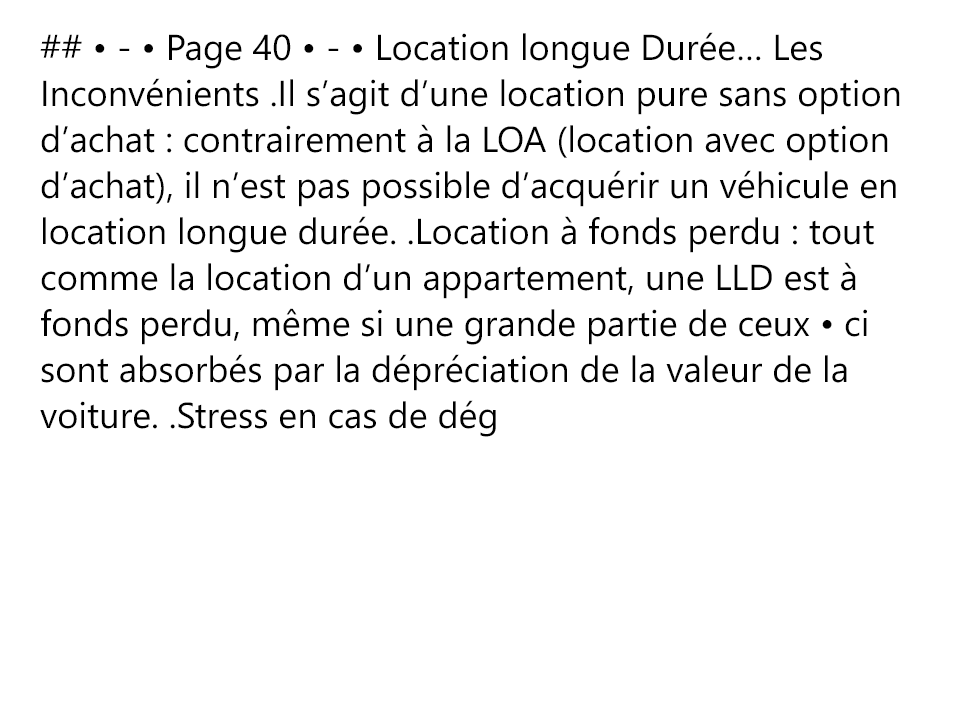 ## • - • Page 40 • - • Location longue Durée… Les
Inconvénients .Il s’agit d’une location pure sans option
d’achat : contrairement à la LOA (location avec option
d’achat), il n’est pas possible d’acquérir un véhicule en
location longue durée. .Location à fonds perdu : tout
comme la location d’un appartement, une LLD est à
fonds perdu, même si une grande partie de ceux • ci
sont absorbés par la dépréciation de la valeur de la
voiture. .Stress en cas de dég